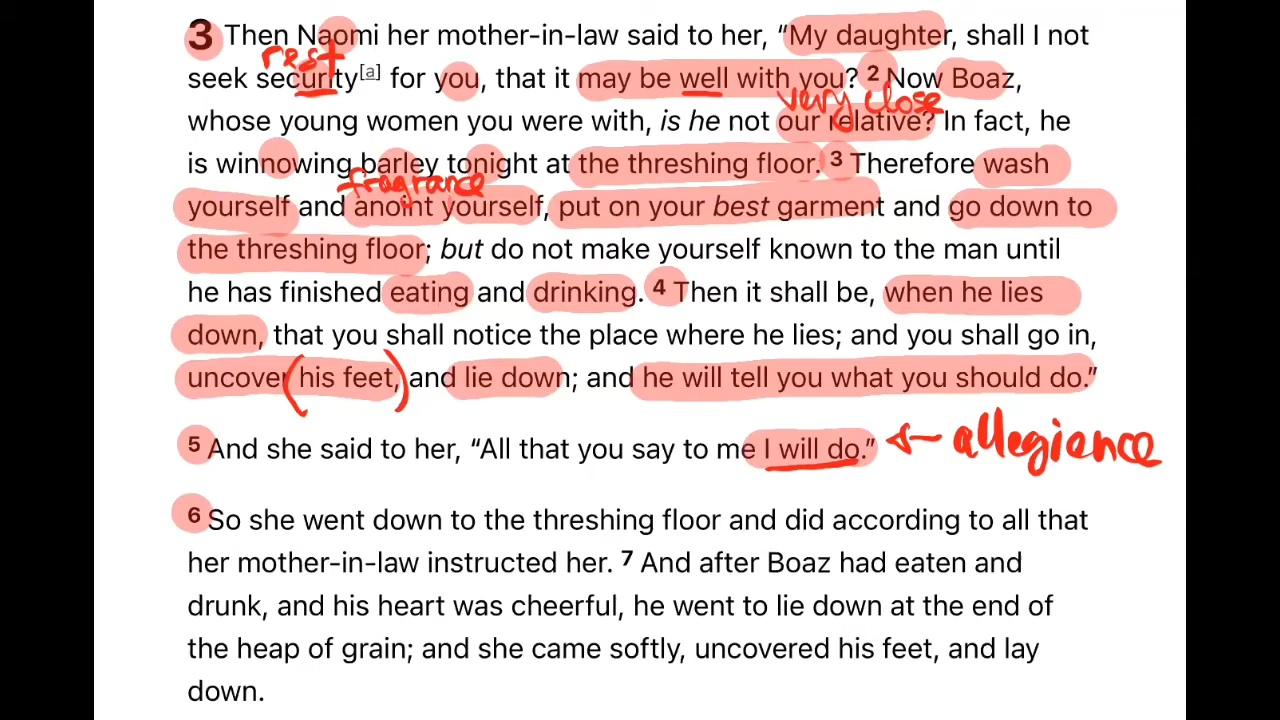 3 Then Naomi her mother-in-law said to her, “My daughter, shall I not
rest
seek security[a] for you, that it may be well with you? 2 Now Boaz,
very close
whose young women you were with, is he not our relative? In fact, he
is winnowing barley tonight at the threshing floor. 3 Therefore wash
fragrance
yourself and anoint yourself, put on your best garment and go down to
the threshing floor; but do not make yourself known to the man until
he has finished eating and drinking. 4 Then it shall be, when he lies
down, that you shall notice the place where he lies; and you shall go in,
uncover (his feet,) and lie down; and he will tell you what you should do.”
5 And she said to her, “All that you say to me I will do.” ← allegience
6 So she went down to the threshing floor and did according to all that
her mother-in-law instructed her. 7 And after Boaz had eaten and
drunk, and his heart was cheerful, he went to lie down at the end of
the heap of grain; and she came softly, uncovered his feet, and lay
down.